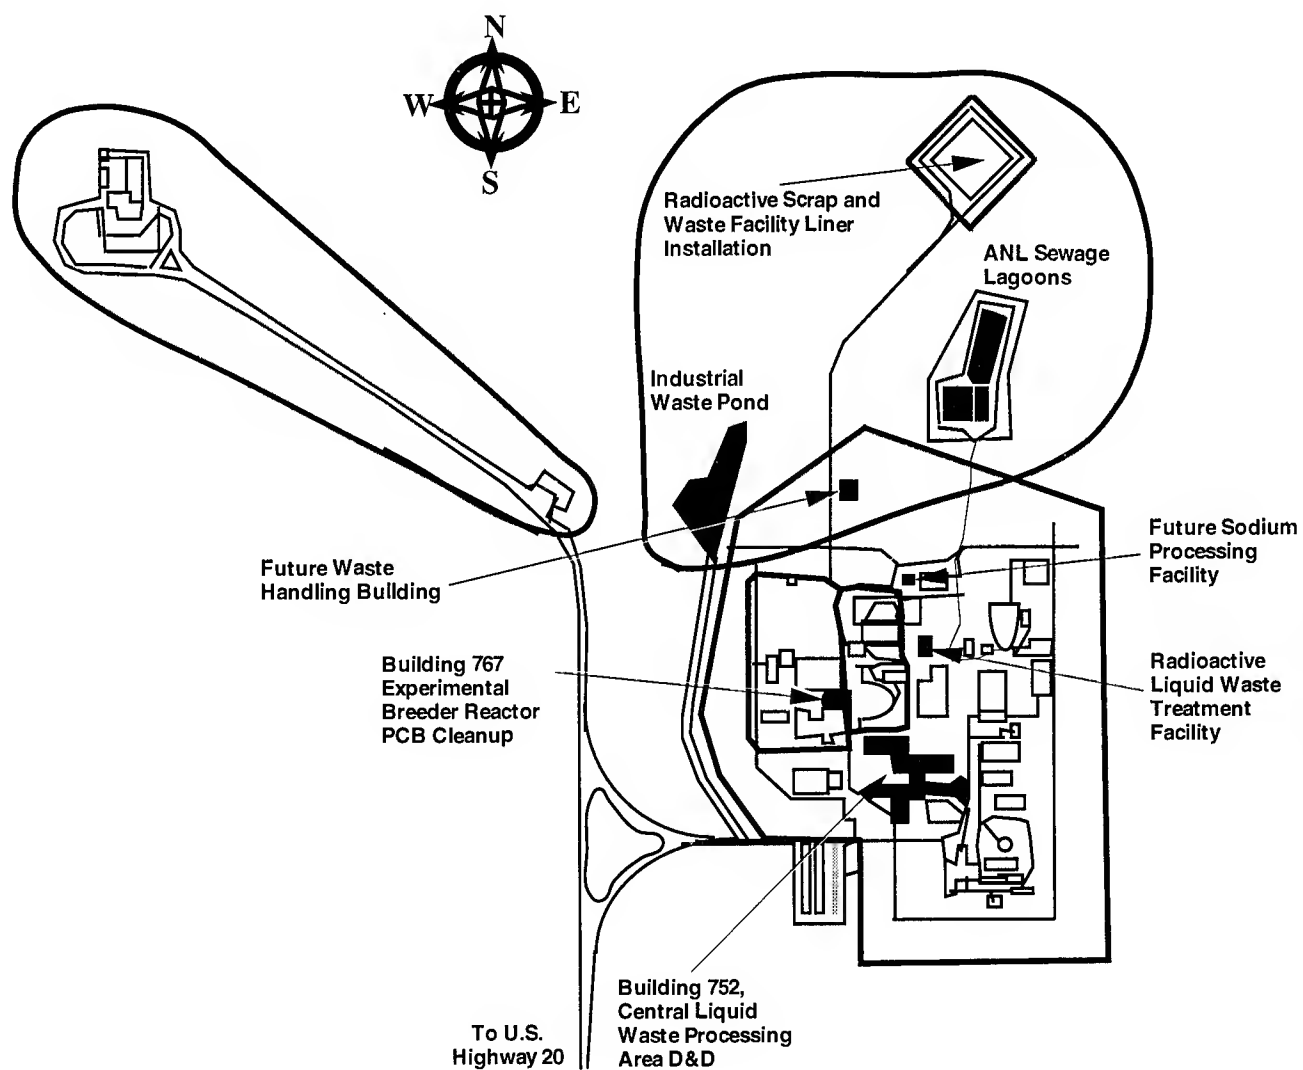 N
W
E
S
Radioactive Scrap and
Waste Facility Liner
Installation
ANL Sewage
Lagoons
Industrial
Waste Pond
Future Waste
Handling Building
Future Sodium
Processing
Facility
Building 767
Experimental
Breeder Reactor
PCB Cleanup
Radioactive
Liquid Waste
Treatment
Facility
Building 752,
Central Liquid
Waste Processing
Area D&D
To U.S.
Highway 20